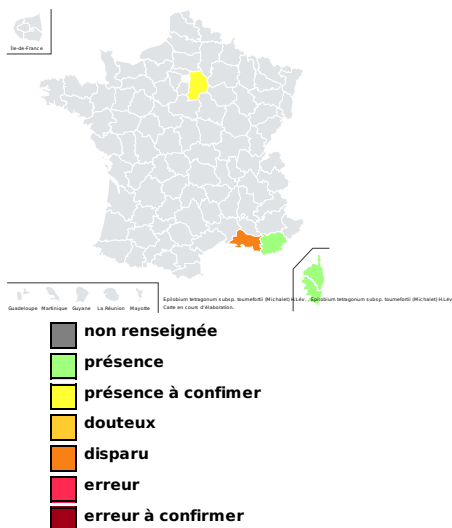 Île-de-France
Guadeloupe Martinique Guyane La Réunion Mayotte
Epilobium tetragonum subsp. tournefortii (Michalet) H.Lév. : Epilobium tetragonum subsp. tournefortii (Michalet) H.Lév
Carte en cours d'élaboration.
non renseignée
présence
présence à confimer
douteux
disparu
erreur
erreur à confirmer